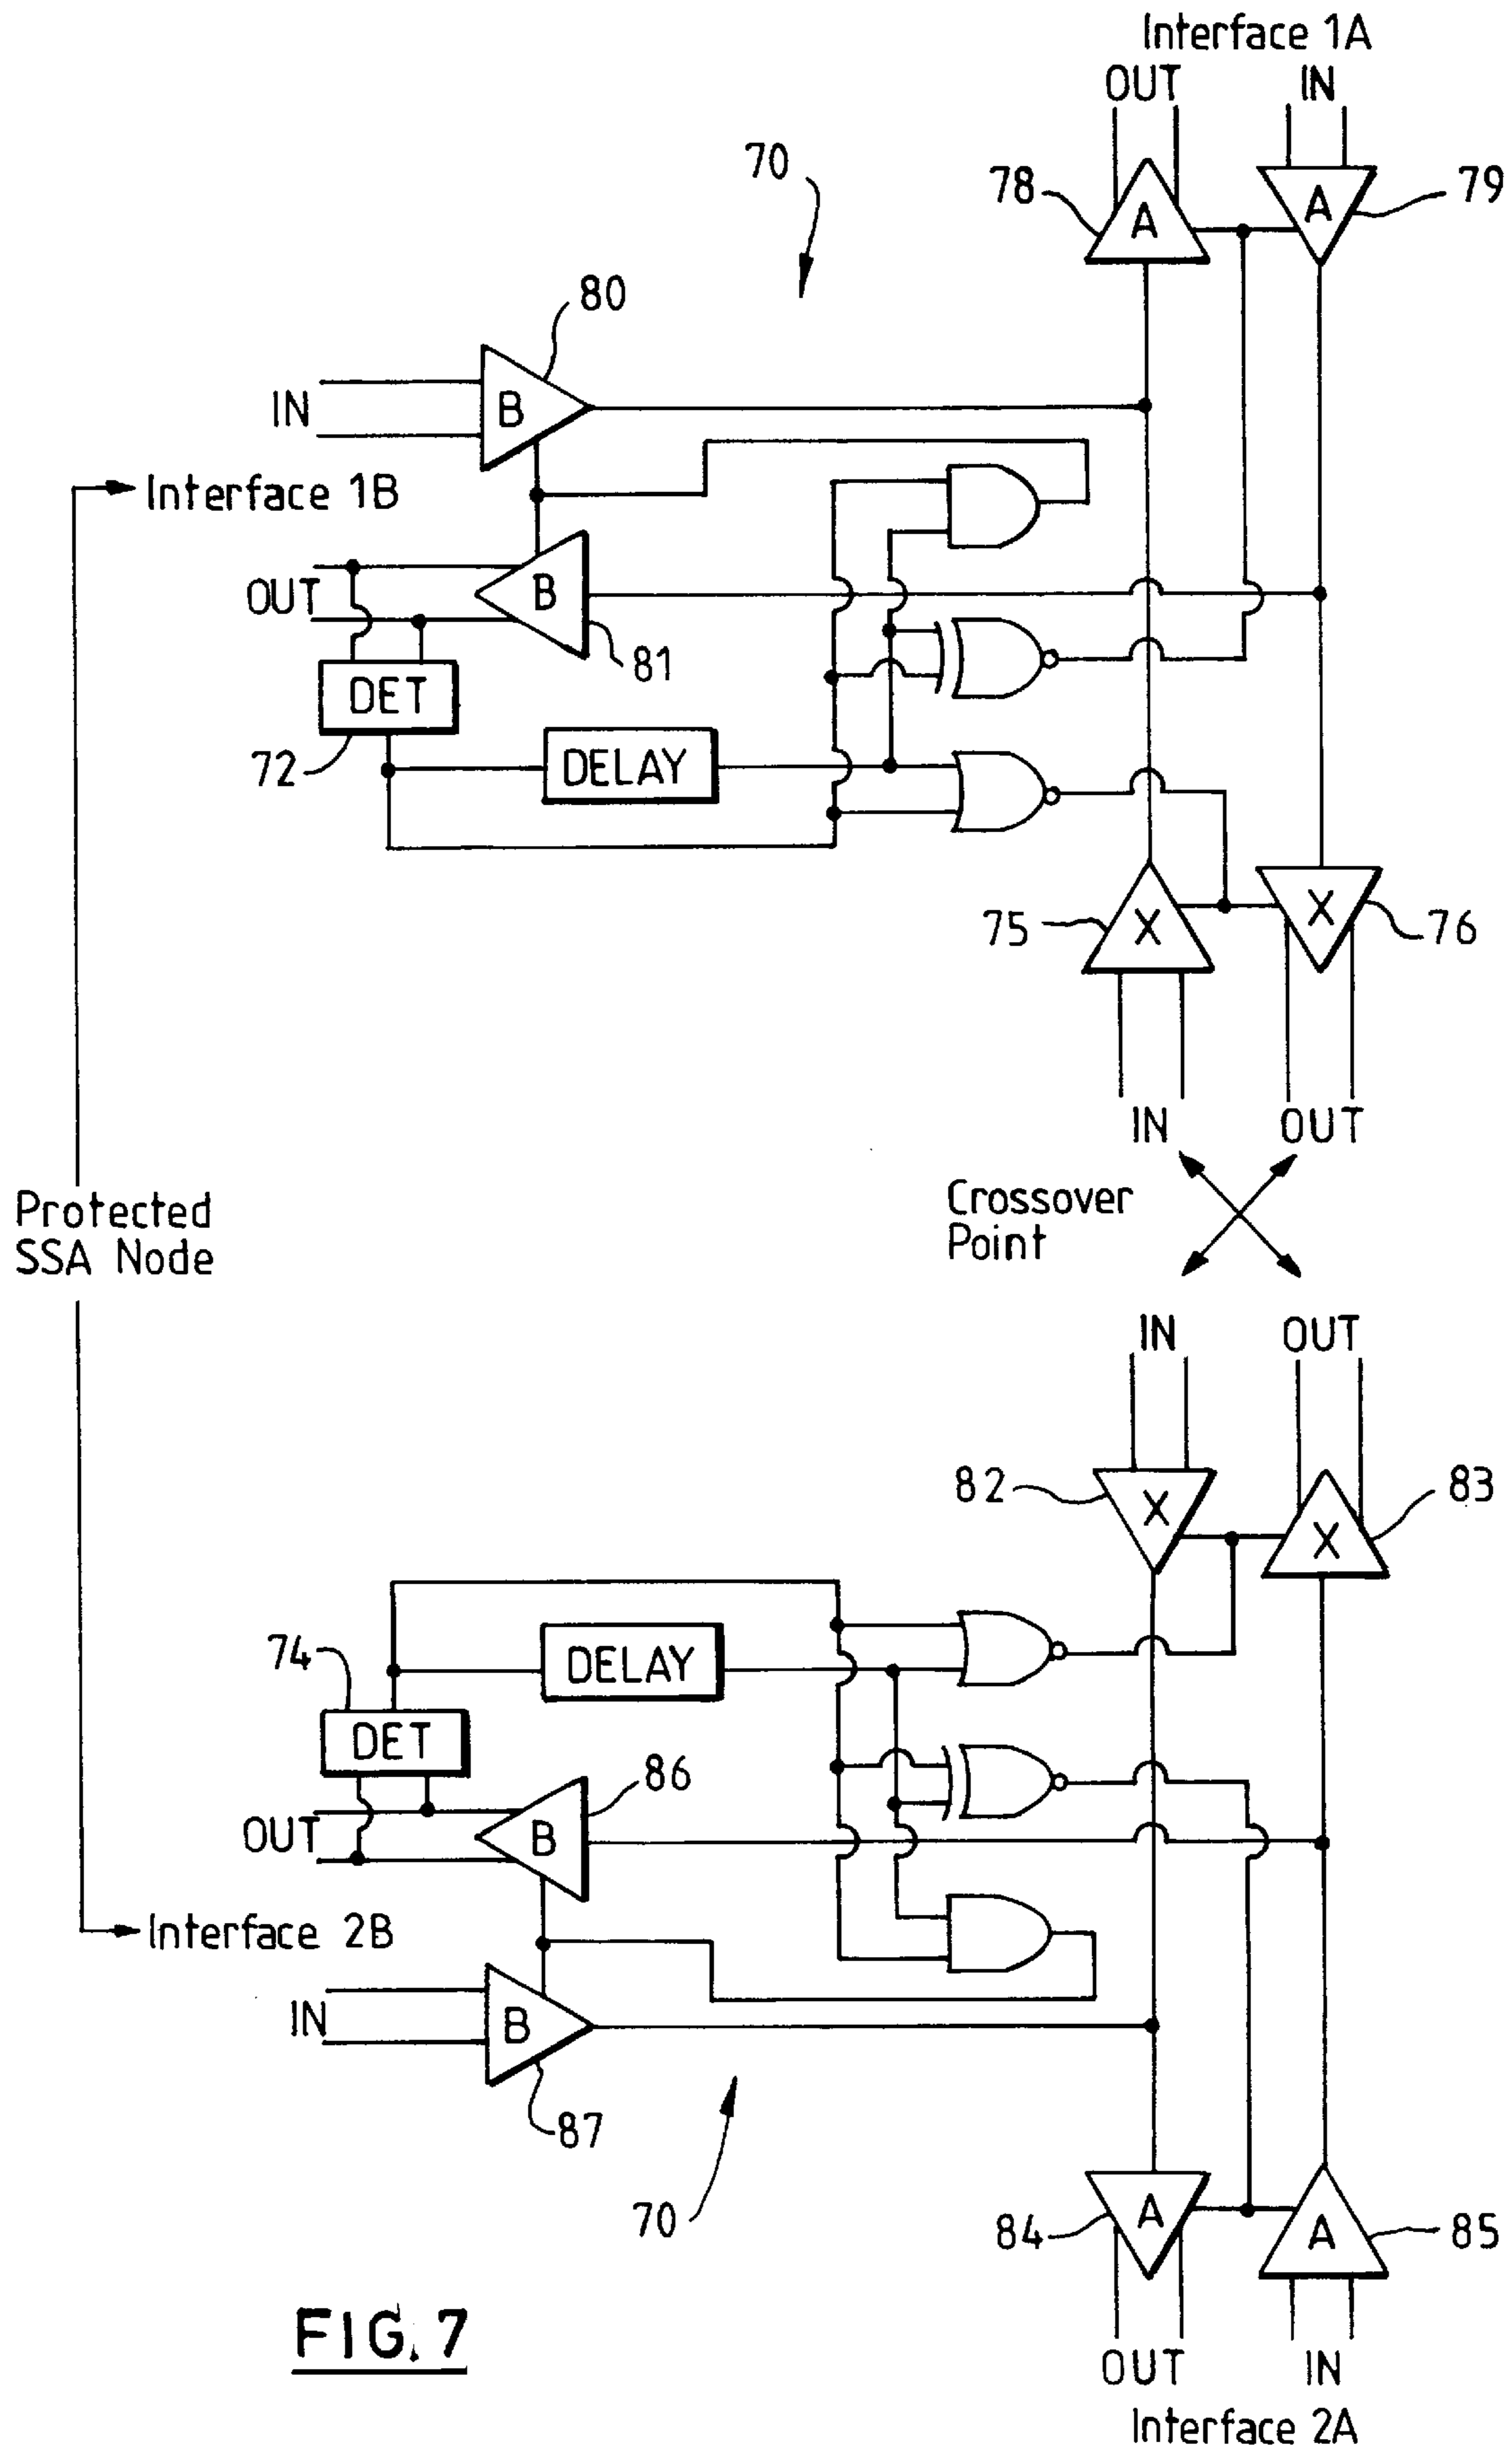 Interface 1A
OUT IN
70
78
A
A
79
80
IN
B
Interface 1B
OUT
B
81
DET
72
DELAY
75
X
X
76
IN OUT
Protected
SSA Node
Crossover
Point
IN OUT
82
X
X
83
74
DELAY
DET
86
OUT
B
Interface 2B
IN
B
87
70
84
A
A
85
FIG. 7
OUT IN
Interface 2A